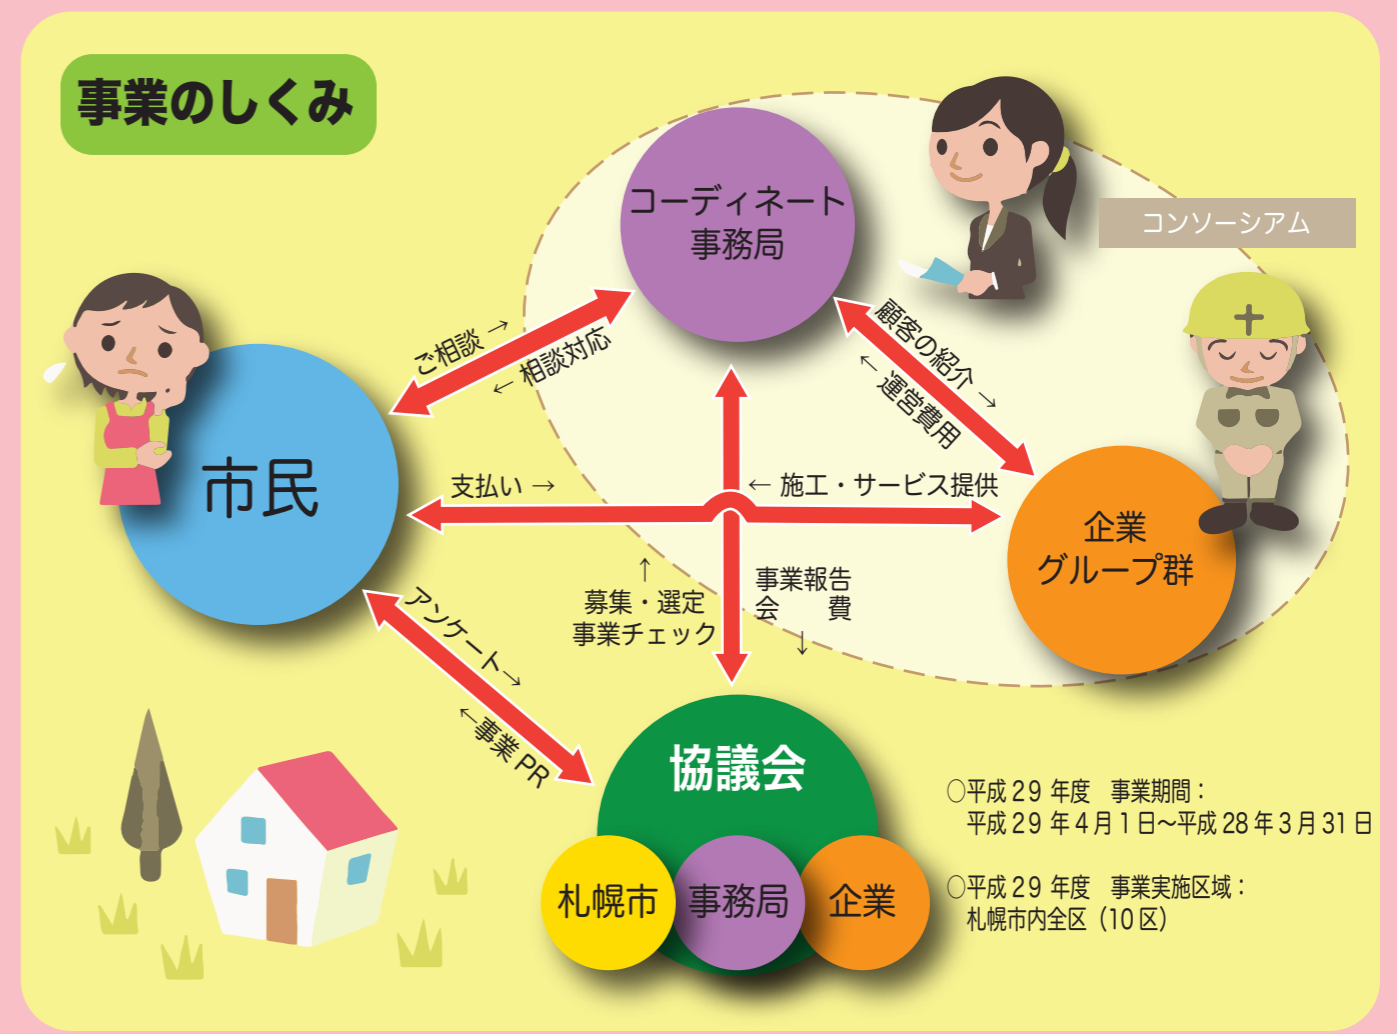 事業のしくみ
コーディネート
事務局
コンソーシアム
ご相談 →
← 相談対応
顧客の紹介 →
← 運営費用
市民
支払い →
← 施工・サービス提供
企業
グループ群
↑
募集・選定
事業チェック
事業報告
会　費
↓
アンケート→
←事業 PR
協議会
札幌市
事務局
企業
○平成29 年度　事業期間：
平成29 年4月1日～平成28年3月31日
○平成29 年度　事業実施区域：
札幌市内全区（10区）